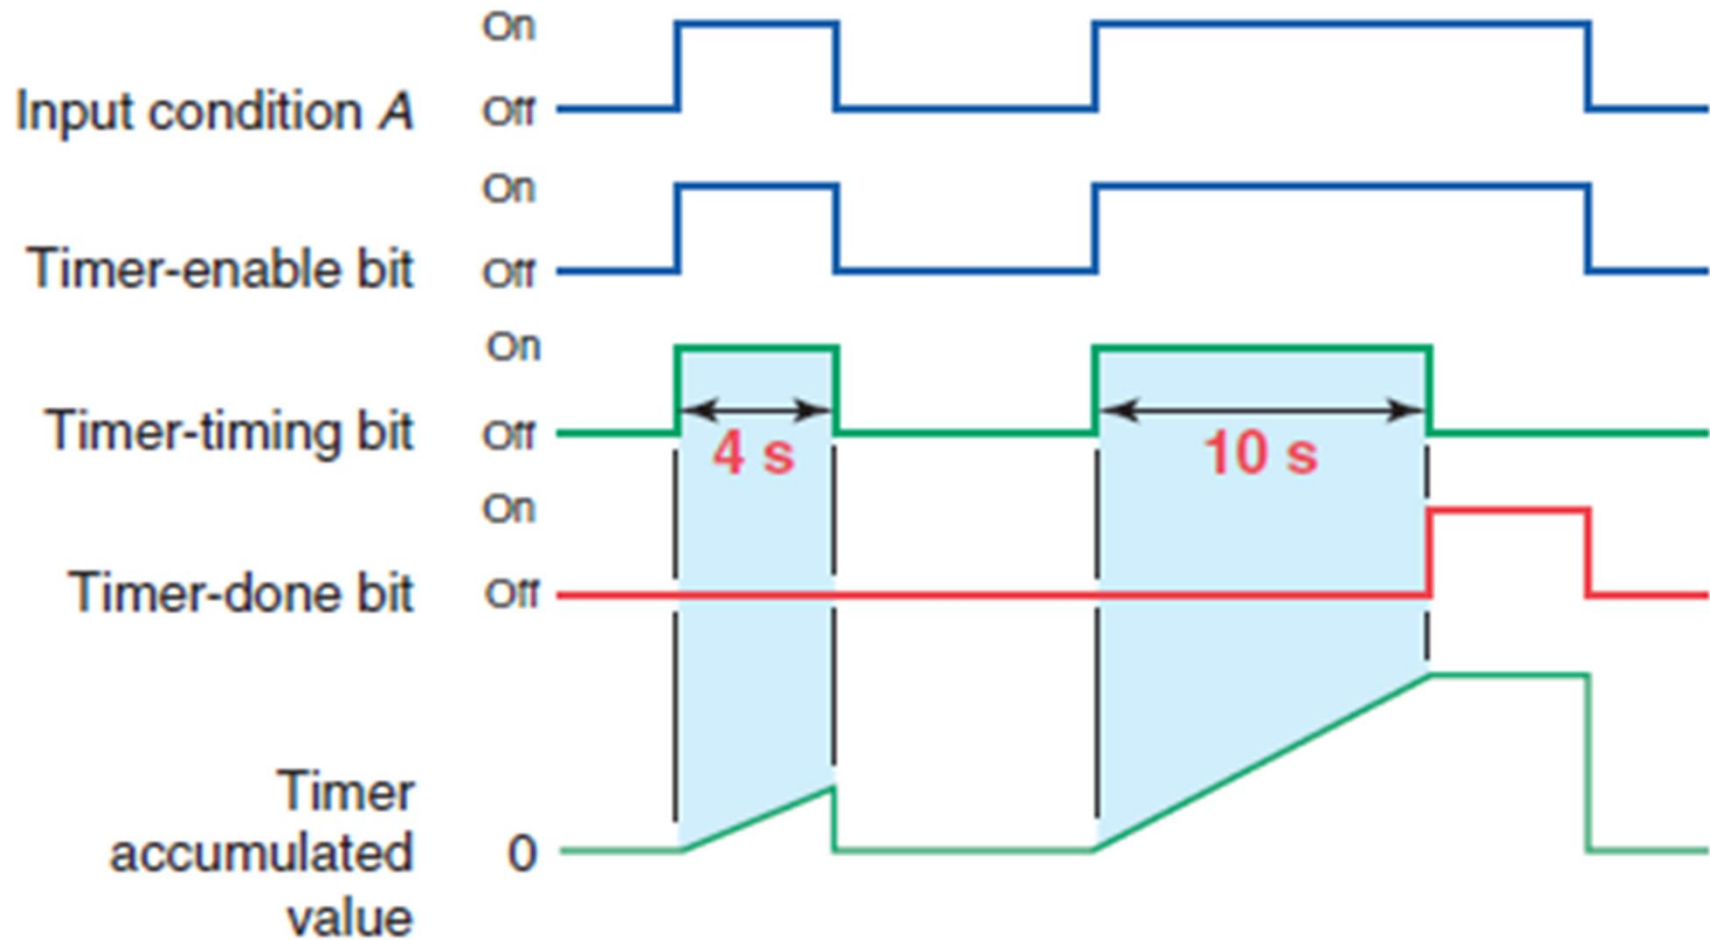 On
Input condition A
Off
On
Timer-enable bit
Off
On
Timer-timing bit
Off
4 s
10 s
On
Timer-done bit
Off
Timer
accumulated
value
0